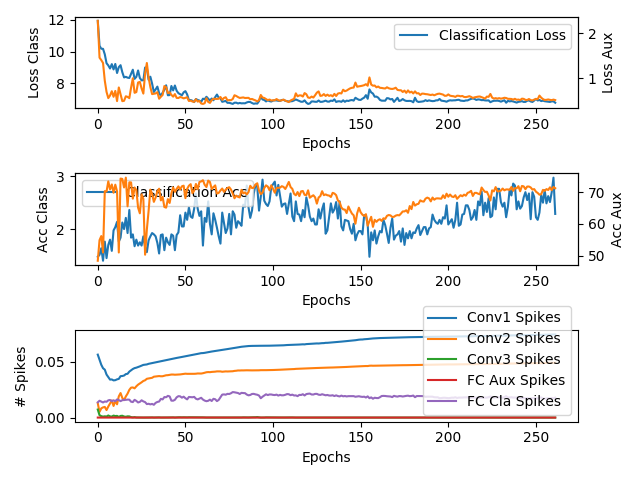 12
10
8
Loss Class
Classification Loss
2
1
Loss Aux
0 50 100 150 200 250
Epochs
3
2
Acc Class
Classification Acc
70
60
50
Acc Aux
0 50 100 150 200 250
Epochs
0.05
0.00
# Spikes
Conv1 Spikes
Conv2 Spikes
Conv3 Spikes
FC Aux Spikes
FC Cla Spikes
0 50 100 150 200 250
Epochs